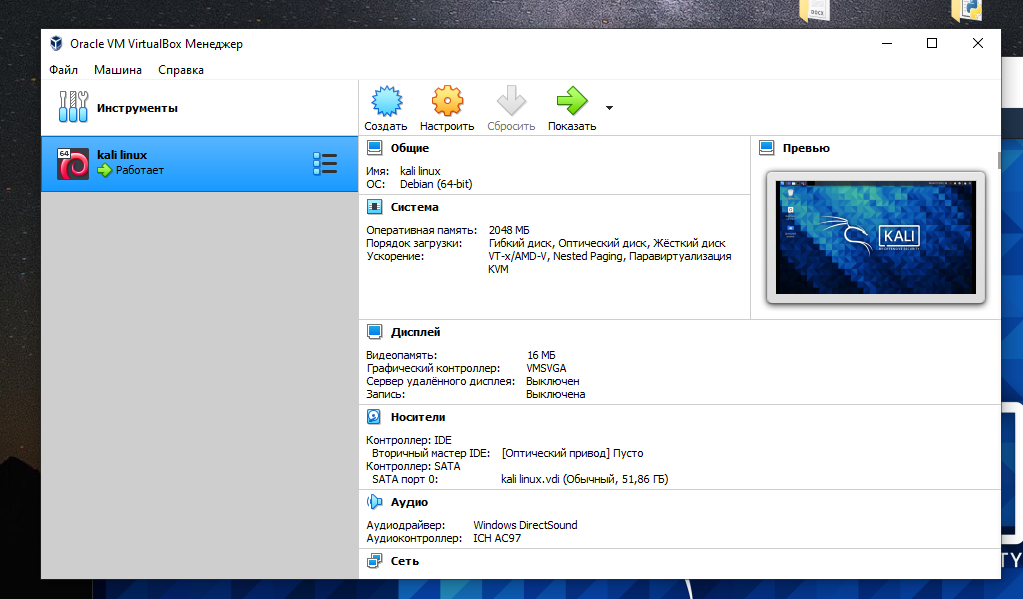 DOCX
Oracle VM VirtualBox Менеджер
Файл Машина Справка
Инструменты
Создать Настроить Сбросить Показать
64
kali linux
Работает
Общие
Имя: kali linux
ОС: Debian (64-bit)
Система
Оперативная память: 2048 МБ
Порядок загрузки: Гибкий диск, Оптический диск, Жёсткий диск
Ускорение: VT-x/AMD-V, Nested Paging, Паравиртуализация
KVM
Превью
KALI
Дисплей
Видеопамять: 16 МБ
Графический контроллер: VMSVGA
Сервер удалённого дисплея: Выключен
Запись: Выключена
Носители
Контроллер: IDE
Вторичный мастер IDE: [Оптический привод] Пусто
Контроллер: SATA
SATA порт 0: kali linux.vdi (Обычный, 51,86 ГБ)
Аудио
Аудиодрайвер: Windows DirectSound
Аудиоконтроллер: ICH AC97
Сеть
TY